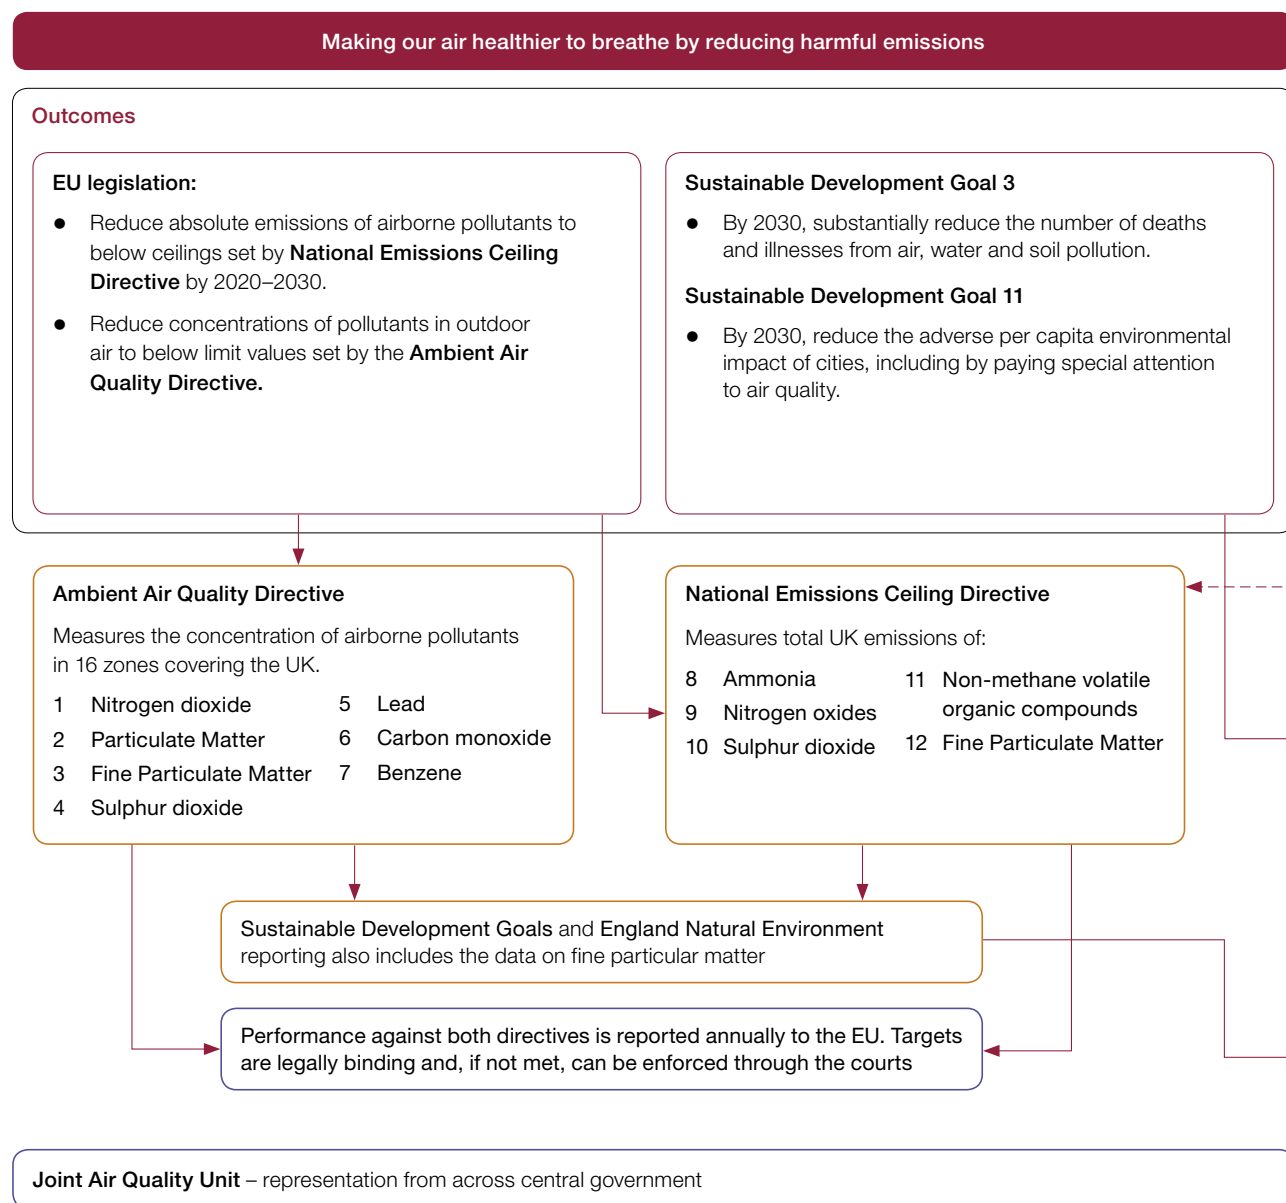 Making our air healthier to breathe by reducing harmful emissions
Outcomes
EU legislation:
● Reduce absolute emissions of airborne pollutants to
below ceilings set by National Emissions Ceiling
Directive by 2020–2030.
● Reduce concentrations of pollutants in outdoor
air to below limit values set by the Ambient Air
Quality Directive.
Sustainable Development Goal 3
● By 2030, substantially reduce the number of deaths
and illnesses from air, water and soil pollution.
Sustainable Development Goal 11
● By 2030, reduce the adverse per capita environmental
impact of cities, including by paying special attention
to air quality.
Ambient Air Quality Directive
Measures the concentration of airborne pollutants
in 16 zones covering the UK.
1 Nitrogen dioxide
2 Particulate Matter
3 Fine Particulate Matter
4 Sulphur dioxide
5 Lead
6 Carbon monoxide
7 Benzene
National Emissions Ceiling Directive
Measures total UK emissions of:
8 Ammonia
9 Nitrogen oxides
10 Sulphur dioxide
11 Non-methane volatile
organic compounds
12 Fine Particulate Matter
Sustainable Development Goals and England Natural Environment
reporting also includes the data on fine particular matter
Performance against both directives is reported annually to the EU. Targets
are legally binding and, if not met, can be enforced through the courts
Joint Air Quality Unit – representation from across central government